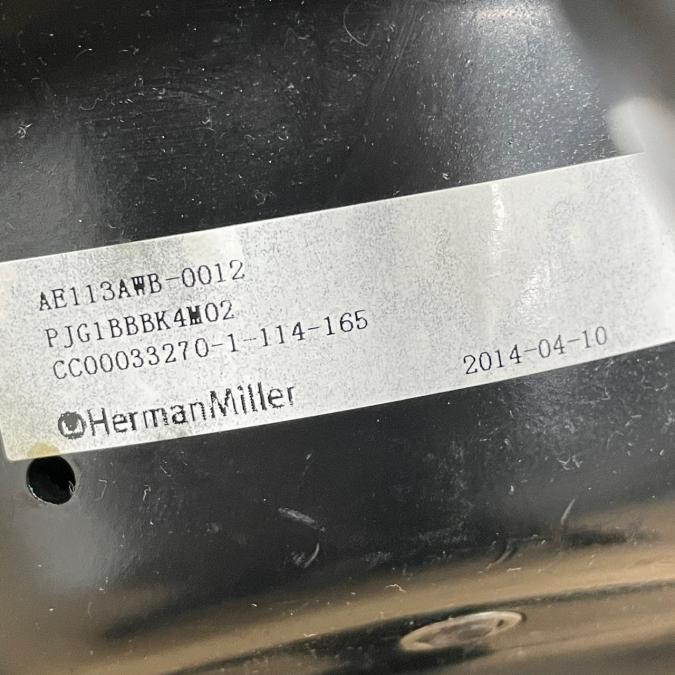 AE113AWB-0012
PJG1BBBK4M02
CC00033270-1-114-165
2014-04-10
HermanMiller